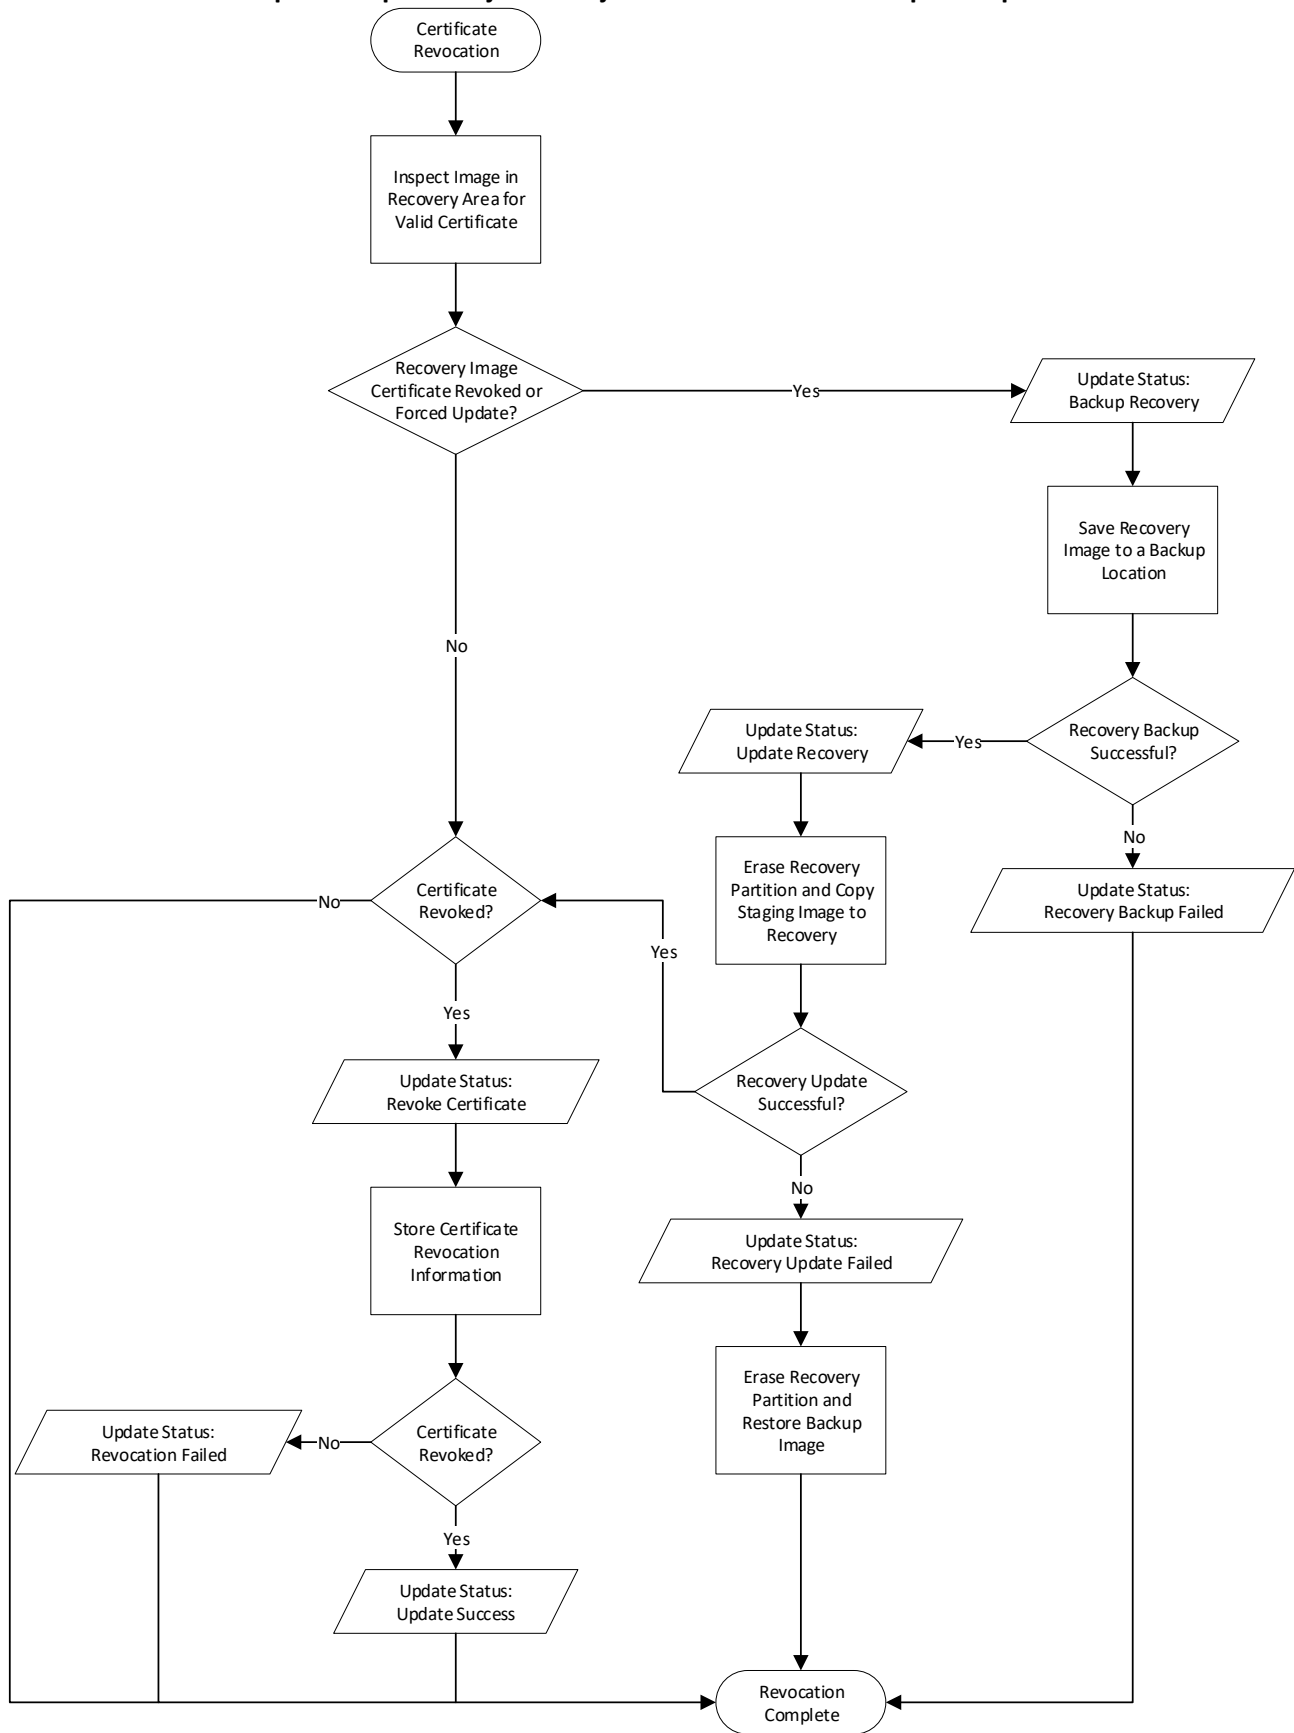 Certificate
Revocation
Inspect Image in
Recovery Area for
Valid Certificate
Recovery Image
Certificate Revoked or
Forced Update?
Yes
Update Status:
Backup Recovery
Save Recovery
Image to a Backup
Location
No
Recovery Backup
Successful?
Yes
Update Status:
Update Recovery
No
Update Status:
Recovery Backup Failed
Erase Recovery
Partition and Copy
Staging Image to
Recovery
Certificate
Revoked?
No
Yes
Yes
Update Status:
Revoke Certificate
Recovery Update
Successful?
No
Update Status:
Recovery Update Failed
Store Certificate
Revocation
Information
Erase Recovery
Partition and
Restore Backup
Image
Certificate
Revoked?
No
Update Status:
Revocation Failed
Yes
Update Status:
Update Success
Revocation
Complete